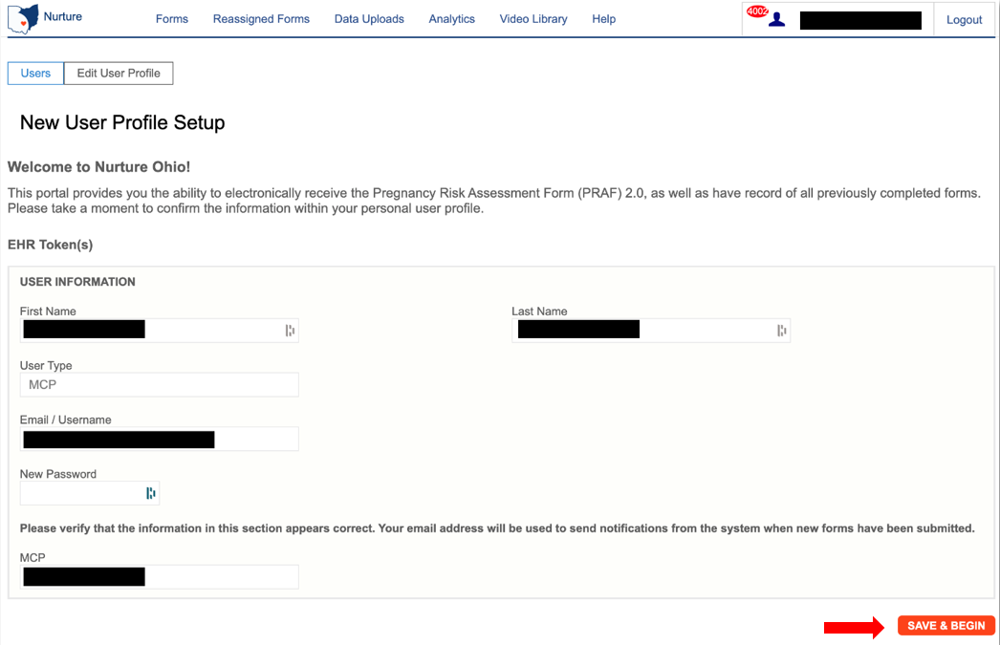 Nurture Forms Reassigned Forms Data Uploads Analytics Video Library Help 4002 Logout
Users Edit User Profile
New User Profile Setup
Welcome to Nurture Ohio!
This portal provides you the ability to electronically receive the Pregnancy Risk Assessment Form (PRAF) 2.0, as well as have record of all previously completed forms.
Please take a moment to confirm the information within your personal user profile.
EHR Token(s)
USER INFORMATION
First Name Last Name
User Type
MCP
Email / Username
New Password
Please verify that the information in this section appears correct. Your email address will be used to send notifications from the system when new forms have been submitted.
MCP
SAVE & BEGIN